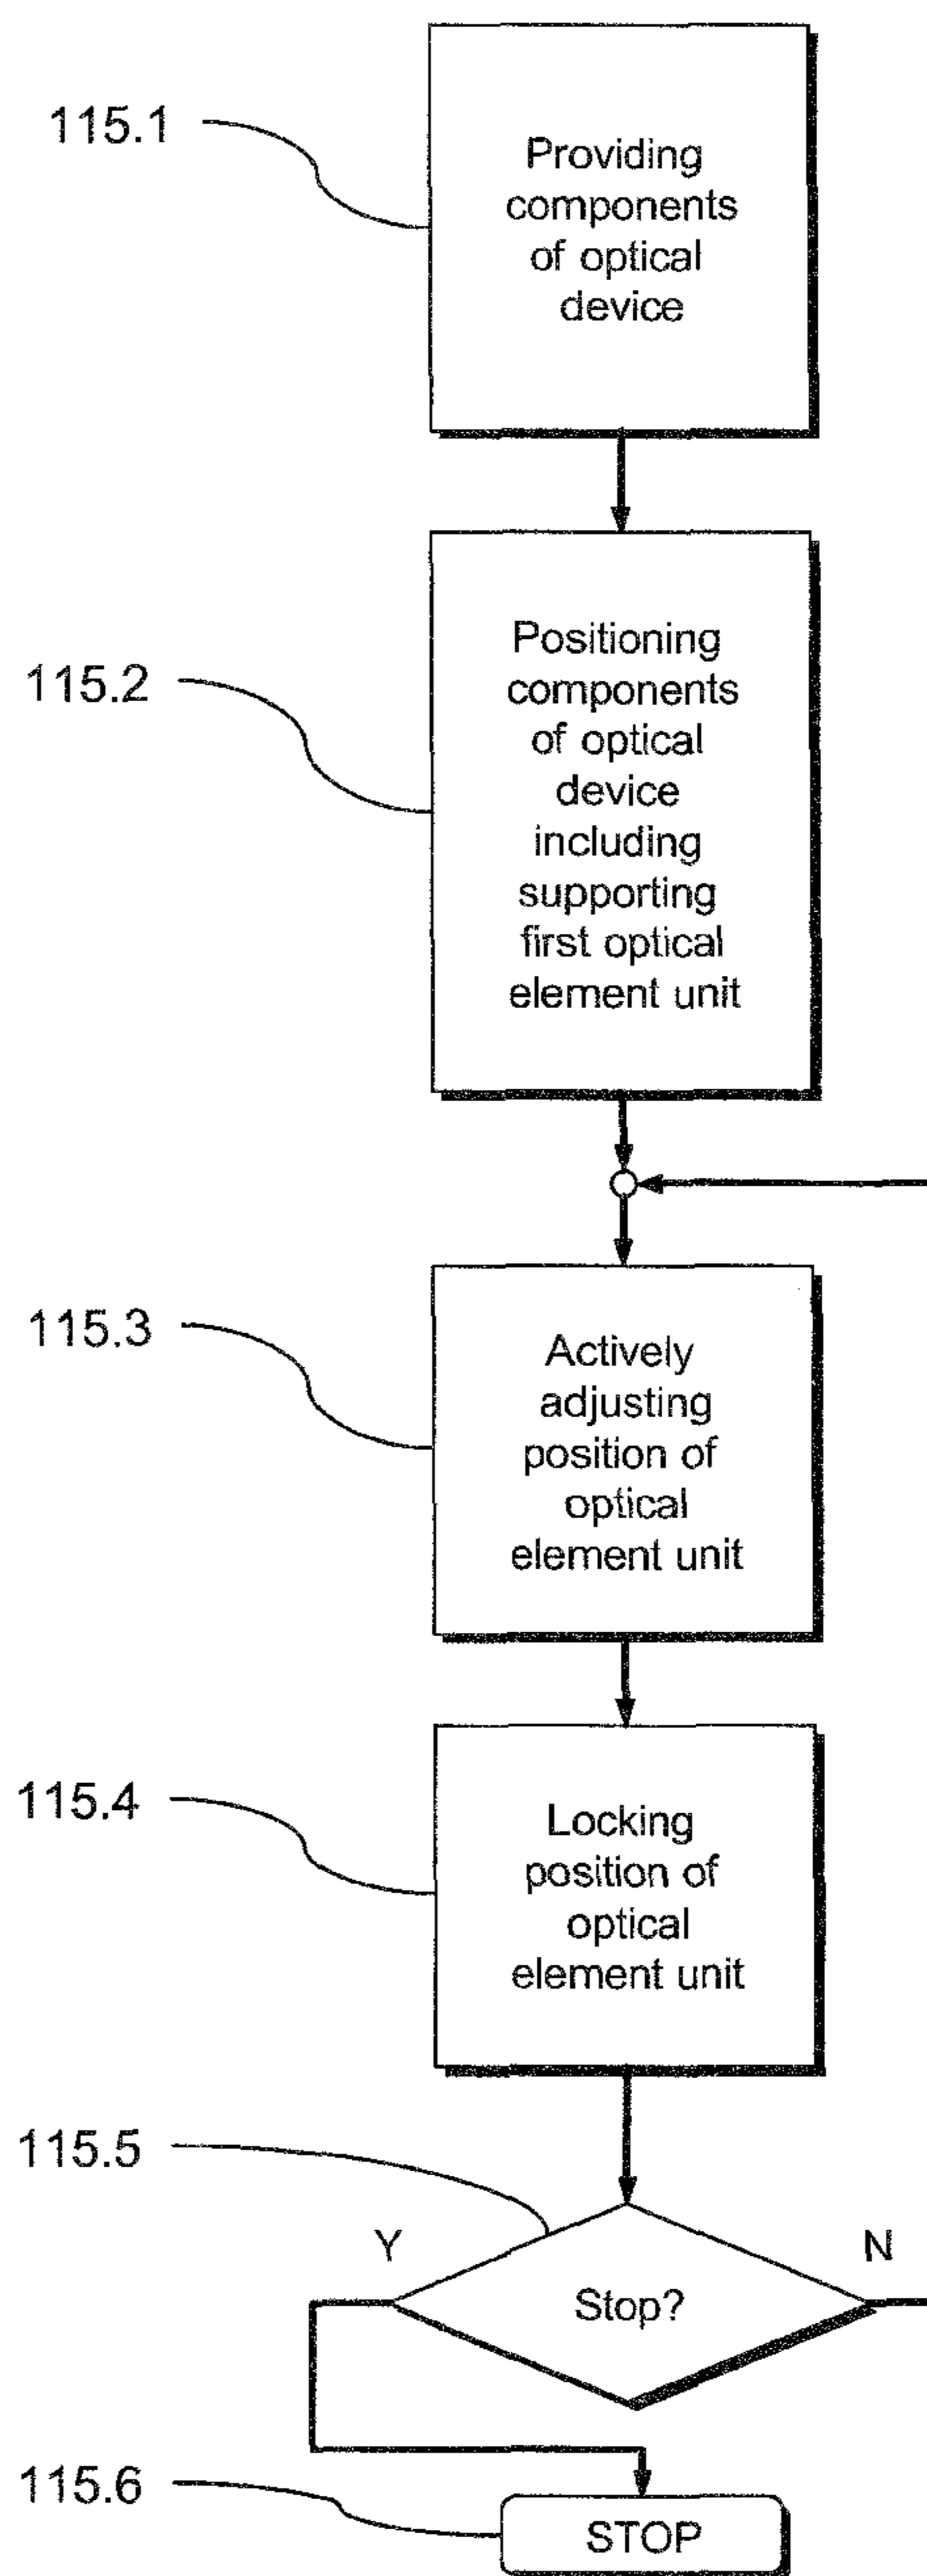 115.1
Providing
components
of optical
device
115.2
Positioning
components
of optical
device
including
supporting
first optical
element unit
115.3
Actively
adjusting
position of
optical
element unit
115.4
Locking
position of
optical
element unit
115.5
Y
N
Stop?
115.6
STOP